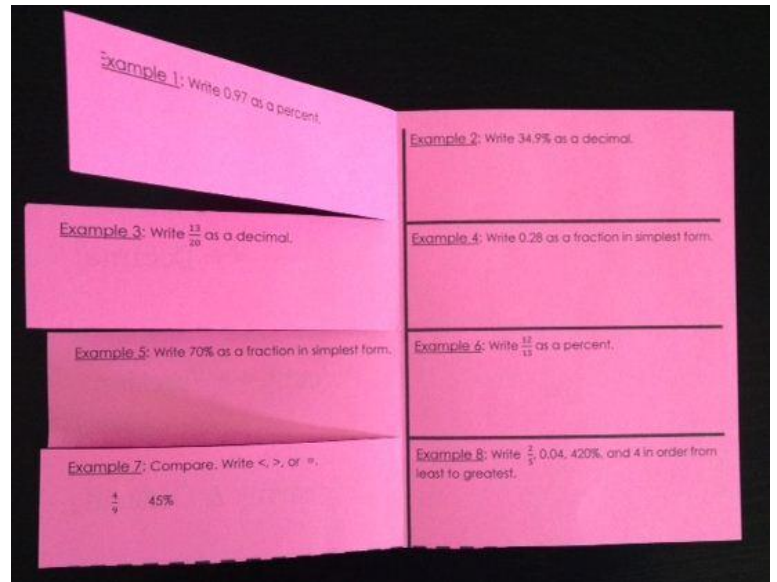 Example 1: Write 0.97 as a percent.
Example 2: Write 34.9% as a decimal.
Example 3: Write 13/20 as a decimal.
Example 4: Write 0.28 as a fraction in simplest form.
Example 5: Write 70% as a fraction in simplest form.
Example 6: Write as a percent.
Example 7: Compare. Write <, >, or =.
4/9 45%
Example 8: Write 2/5, 0.04, 420%, and 4 in order from
least to greatest.